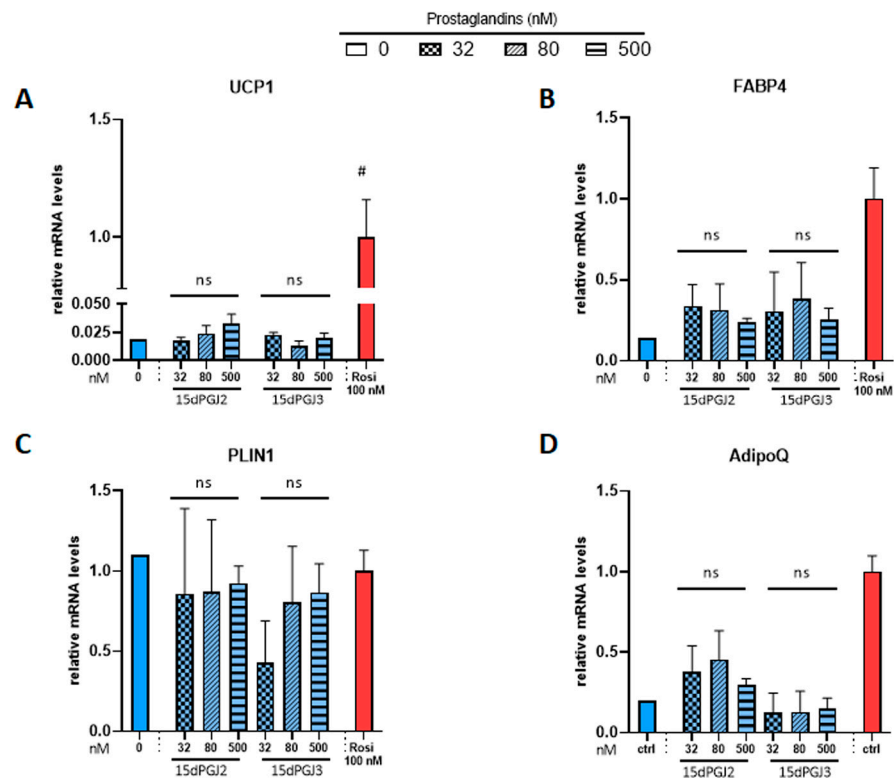 Prostaglandins (nM)
0 32 80 500
A
UCP1
relative mRNA levels
1.5
1.0
0.050
0.025
0.000
#
ns
ns
nM
0 32 80 500 32 80 500 Rosi
100 nM
15dPGJ2 15dPGJ3
B
FABP4
relative mRNA levels
1.5
1.0
0.5
0.0
ns
ns
nM
0 32 80 500 32 80 500 Rosi
100 nM
15dPGJ2 15dPGJ3
C
PLIN1
relative mRNA levels
1.5
1.0
0.5
0.0
ns
ns
nM
0 32 80 500 32 80 500 Rosi
100 nM
15dPGJ2 15dPGJ3
D
AdipoQ
relative mRNA levels
1.5
1.0
0.5
0.0
ns
ns
nM
ctrl 32 80 500 32 80 500 ctrl
15dPGJ2 15dPGJ3